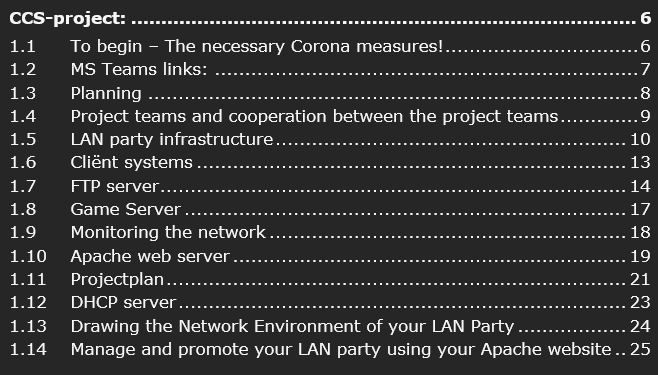 CCS-project: ........................................................................ 6
1.1 To begin – The necessary Corona measures!............................ 6
1.2 MS Teams links: ............................................................ 7
1.3 Planning ..................................................................... 8
1.4 Project teams and cooperation between the project teams............ 9
1.5 LAN party infrastructure.................................................. 10
1.6 Cliënt systems ............................................................. 13
1.7 FTP server.................................................................. 14
1.8 Game Server ............................................................... 17
1.9 Monitoring the network .................................................. 18
1.10 Apache web server ....................................................... 19
1.11 Projectplan................................................................. 21
1.12 DHCP server............................................................... 23
1.13 Drawing the Network Environment of your LAN Party ................ 24
1.14 Manage and promote your LAN party using your Apache website .. 25